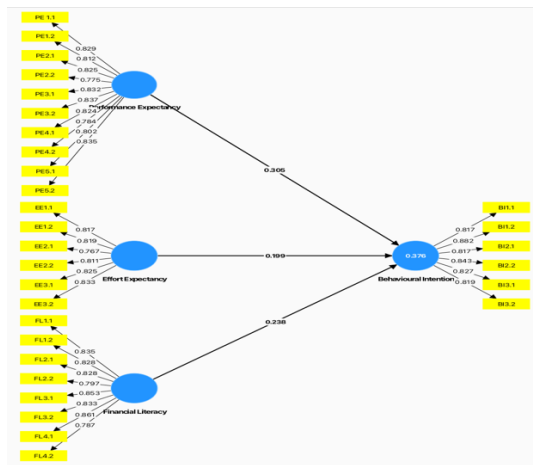 PE 1.1
PE1.2
PE2.1
PE2.2
PE3.1
PE3.2
PE4.1
PE4.2
PE5.1
PE5.2
0.829
0.812
0.825
0.775
0.832
0.837
0.824
0.784
0.802
0.835
Performance Expectancy
0.305
EE1.1
EE1.2
EE2.1
EE2.2
EE3.1
EE3.2
0.817
0.819
0.767
0.811
0.825
0.833
Effort Expectancy
0.199
FL1.1
FL1.2
FL2.1
FL2.2
FL3.1
FL3.2
FL4.1
FL4.2
0.835
0.828
0.828
0.797
0.853
0.833
0.861
0.787
Financial Literacy
0.238
0.376
Behavioural Intention
0.817
0.882
0.817
0.843
0.827
0.819
BI1.1
BI1.2
BI2.1
BI2.2
BI3.1
BI3.2